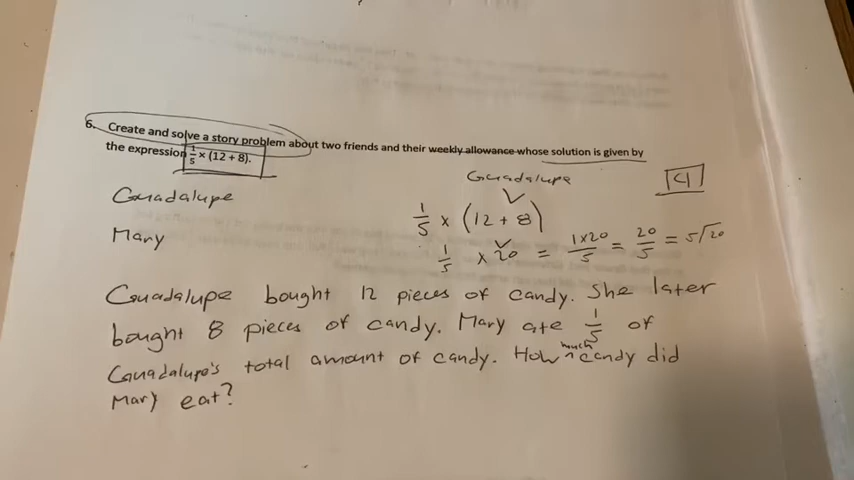 6. Create and solve a story problem about two friends and their weekly allowance whose solution is given by
the expression 1/5 × (12 + 8).
Guadalupe
4
Guadalupe
1/5 × (12 + 8)
Mary
1/5 × 20 = 1×20/5 = 20/5 = 5√20
Guadalupe bought 12 pieces of candy. She later
bought 8 pieces of candy. Mary ate 1/5 of
Guadalupe's total amount of candy. How much candy did
Mary eat?